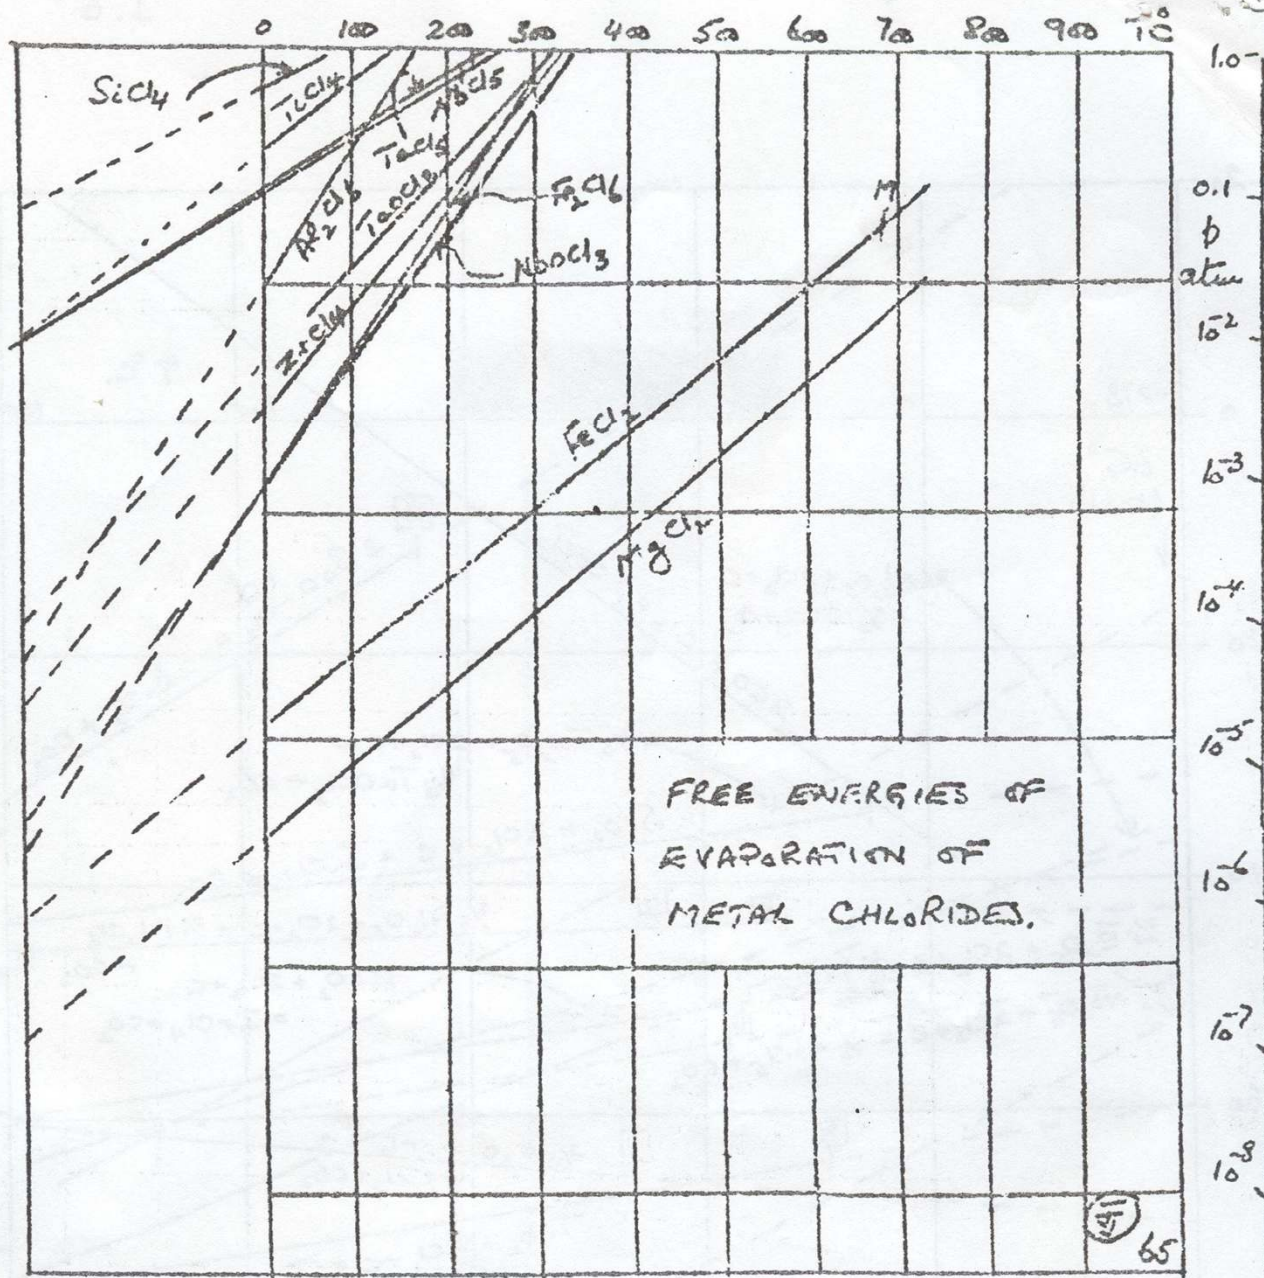 0 100 200 300 400 500 600 700 800 900 T°C
1.0
SiCl4
TiCl4
NbCl5
TaCl5
Al2Cl6
TaOCl3
Fe2Cl6
NbOCl3
ZrCl4
M
0.1
p
atm
10-2
FeCl2
10-3
MgCl2
10-4
10-5
FREE ENERGIES OF
EVAPORATION OF
METAL CHLORIDES.
10-6
10-7
10-8
65